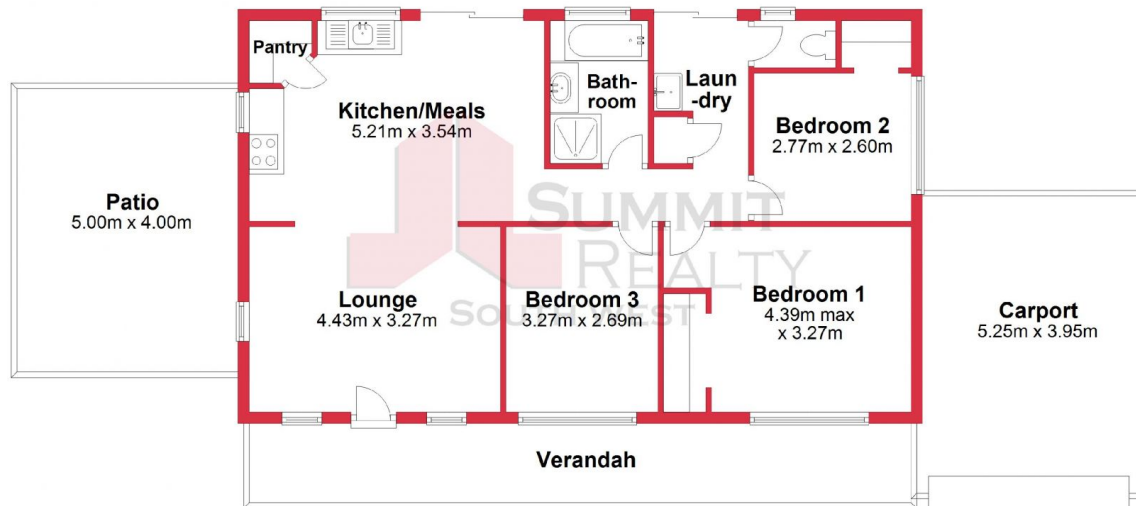 Pantry
Kitchen/Meals
5.21m x 3.54m
Bath-
room
Laun
-dry
Bedroom 2
2.77m x 2.60m
Patio
5.00m x 4.00m
SUMMIT
REALTY
SOUTH WEST
Lounge
4.43m x 3.27m
Bedroom 3
3.27m x 2.69m
Bedroom 1
4.39m max
x 3.27m
Carport
5.25m x 3.95m
Verandah